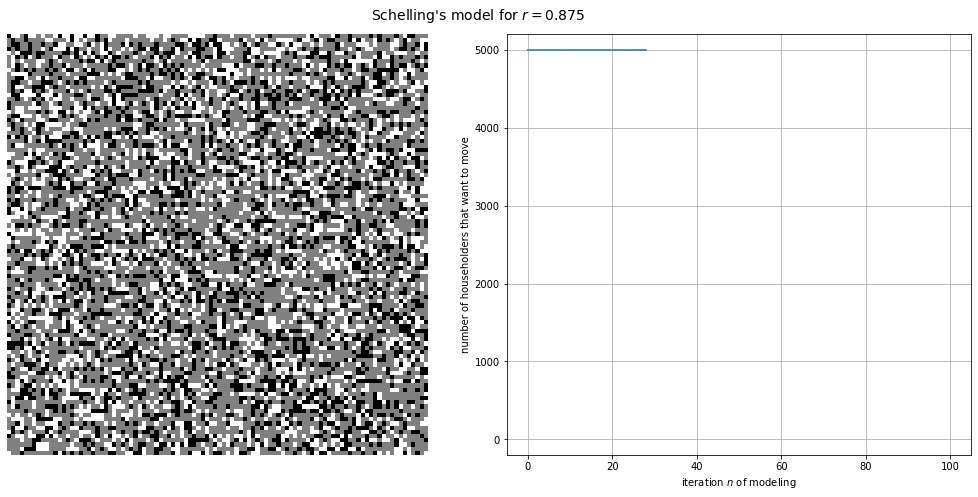 Schelling's model for r = 0.875
5000
4000
3000
2000
1000
0
number of householders that want to move
0 20 40 60 80 100
iteration n of modeling